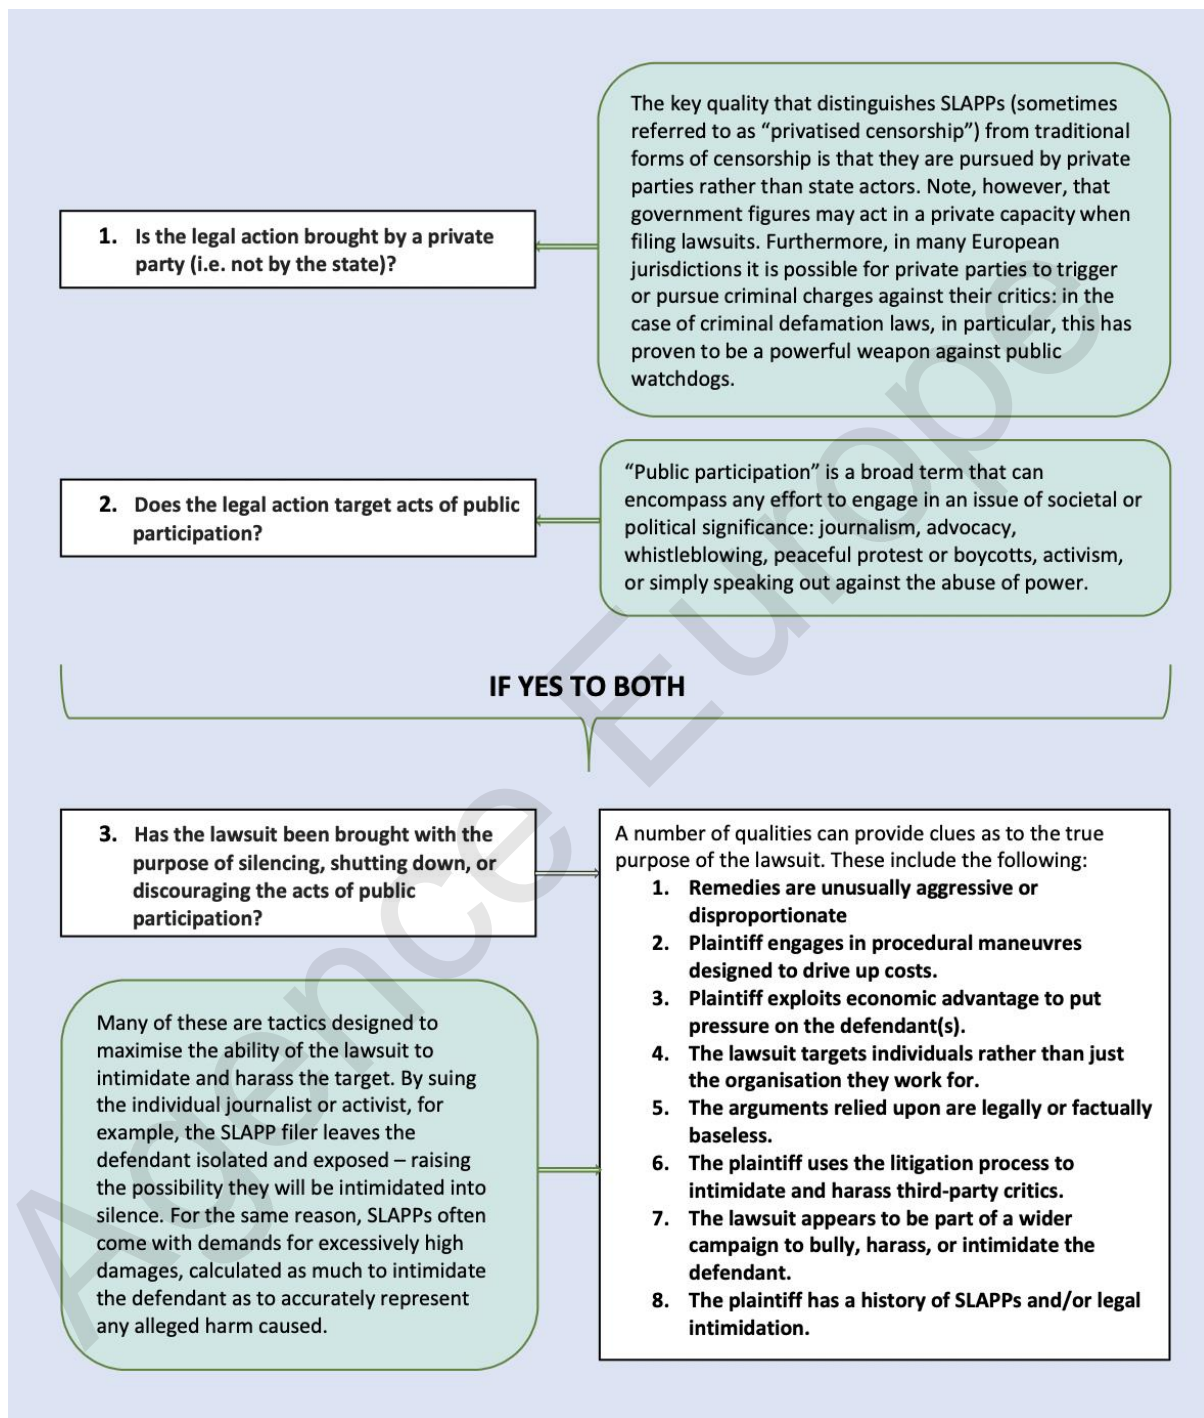 The key quality that distinguishes SLAPPs (sometimes
referred to as “privatised censorship”) from traditional
forms of censorship is that they are pursued by private
parties rather than state actors. Note, however, that
government figures may act in a private capacity when
filing lawsuits. Furthermore, in many European
jurisdictions it is possible for private parties to trigger
or pursue criminal charges against their critics: in the
case of criminal defamation laws, in particular, this has
proven to be a powerful weapon against public
watchdogs.
1. Is the legal action brought by a private
party (i.e. not by the state)?
2. Does the legal action target acts of public
participation?
“Public participation” is a broad term that can
encompass any effort to engage in an issue of societal or
political significance: journalism, advocacy,
whistleblowing, peaceful protest or boycotts, activism,
or simply speaking out against the abuse of power.
IF YES TO BOTH
3. Has the lawsuit been brought with the
purpose of silencing, shutting down, or
discouraging the acts of public
participation?
A number of qualities can provide clues as to the true
purpose of the lawsuit. These include the following:
1. Remedies are unusually aggressive or
disproportionate
2. Plaintiff engages in procedural maneuvres
designed to drive up costs.
3. Plaintiff exploits economic advantage to put
pressure on the defendant(s).
4. The lawsuit targets individuals rather than just
the organisation they work for.
5. The arguments relied upon are legally or factually
baseless.
6. The plaintiff uses the litigation process to
intimidate and harass third-party critics.
7. The lawsuit appears to be part of a wider
campaign to bully, harass, or intimidate the
defendant.
8. The plaintiff has a history of SLAPPs and/or legal
intimidation.
Many of these are tactics designed to
maximise the ability of the lawsuit to
intimidate and harass the target. By suing
the individual journalist or activist, for
example, the SLAPP filer leaves the
defendant isolated and exposed – raising
the possibility they will be intimidated into
silence. For the same reason, SLAPPs often
come with demands for excessively high
damages, calculated as much to intimidate
the defendant as to accurately represent
any alleged harm caused.
Agence Europe